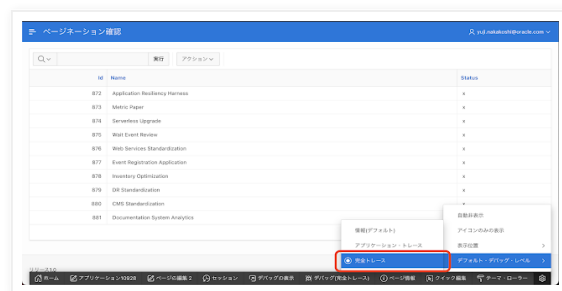 ページネーション確認
yuji.nakakoshi@oracle.com
実行
アクション
Id Name Status
872 Application Resiliency Harness x
873 Metric Paper x
874 Serverless Upgrade x
875 Wait Event Review x
876 Web Services Standardization x
877 Event Registration Application x
878 Inventory Optimization x
879 DR Standardization x
880 CMS Standardization x
881 Documentation System Analytics
自動非表示
アイコンのみの表示
表示位置
デフォルト・デバッグ・レベル
情報(デフォルト)
アプリケーション・トレース
完全トレース
リリース1.0
ホーム アプリケーション10928 ページの編集 2 セッション デバッグの表示 デバッグ(完全トレース) ページ情報 クイック編集 テーマ・ローラー